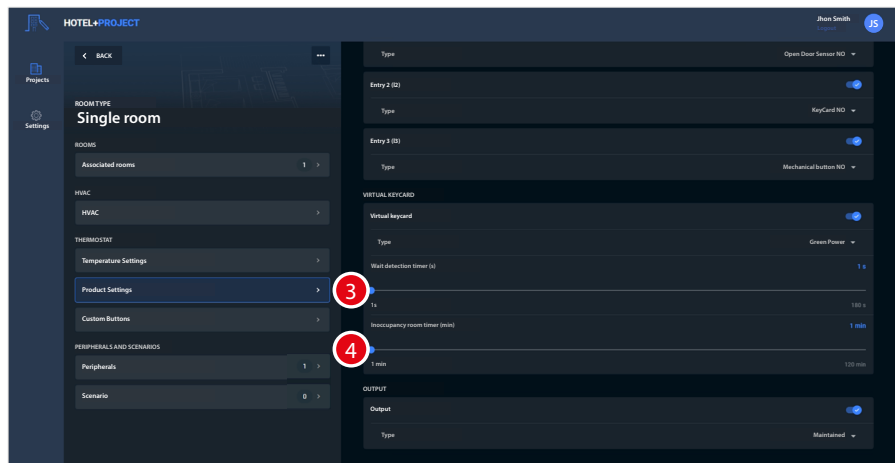 HOTEL+PROJECT
Jhon Smith
Logout
JS
Projects
Settings
BACK
•••
ROOM TYPE
Single room
ROOMS
Associated rooms 1
HVAC
HVAC
THERMOSTAT
Temperature Settings
Product Settings
Custom Buttons
PERIPHERALS AND SCENARIOS
Peripherals 1
Scenario 0
Type Open Door Sensor NO
Entry 2 (I2)
Type KeyCard NO
Entry 3 (I3)
Type Mechanical button NO
VIRTUAL KEYCARD
Virtual keycard
Type Green Power
Wait detection timer (s) 1 s
3
1s 180 s
Inoccupancy room timer (min) 1 min
4
1 min 120 min
OUTPUT
Output
Type Maintained